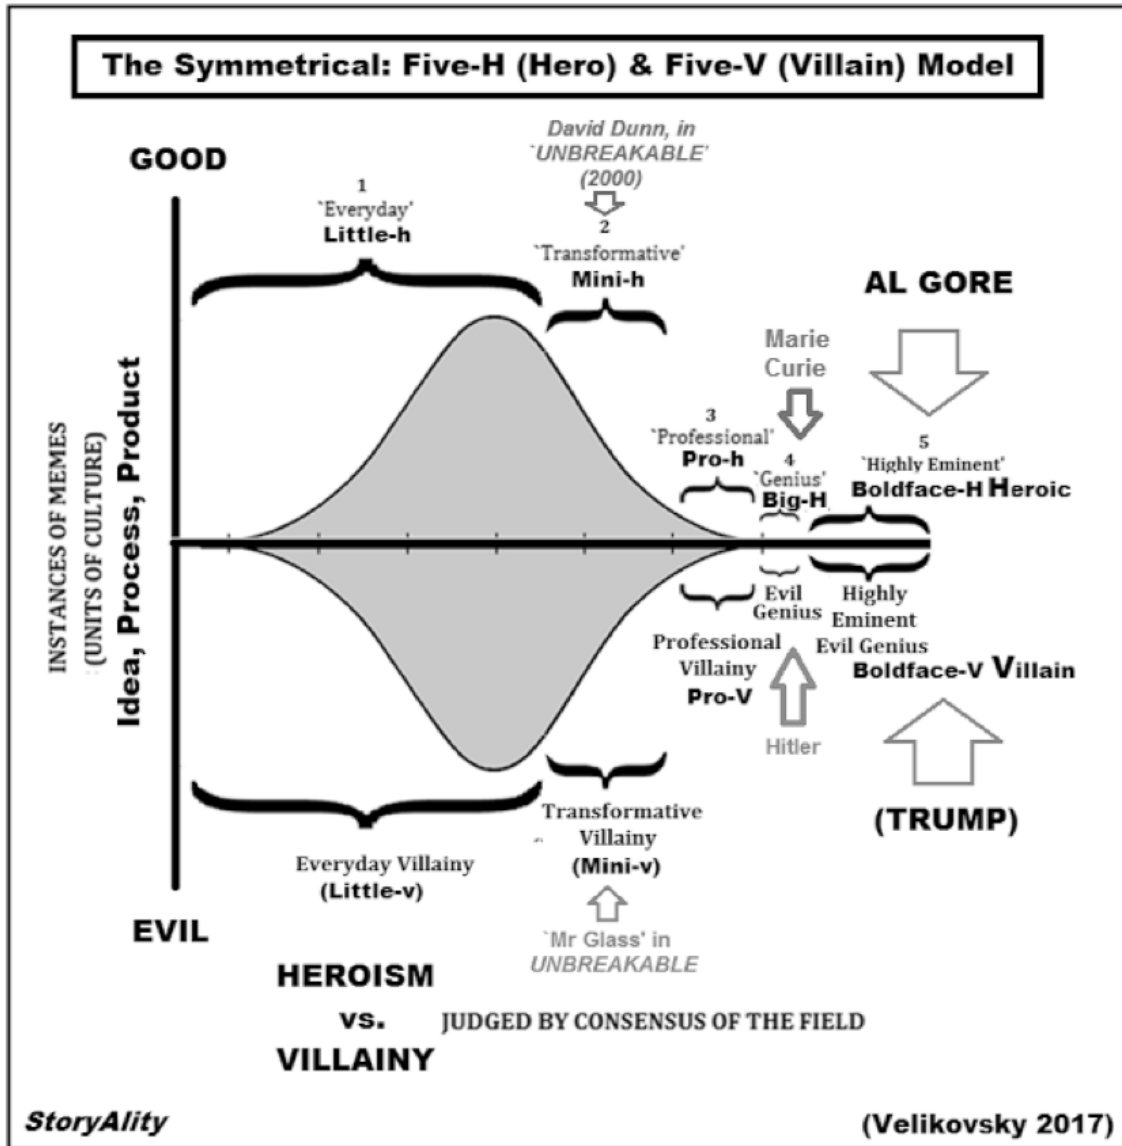 The Symmetrical: Five-H (Hero) & Five-V (Villain) Model
GOOD
1
`Everyday'
Little-h
David Dunn, in
`UNBREAKABLE'
(2000)
2
`Transformative'
Mini-h
AL GORE
Marie
Curie
3
`Professional'
Pro-h
4
`Genius'
Big-H
5
`Highly Eminent'
Boldface-H Heroic
INSTANCES OF MEMES
(UNITS OF CULTURE)
Idea, Process, Product
Evil
Genius
Highly
Eminent
Evil Genius
Boldface-V Villain
Professional
Villainy
Pro-V
Hitler
(TRUMP)
Transformative
Villainy
(Mini-v)
Everyday Villainy
(Little-v)
EVIL
`Mr Glass' in
UNBREAKABLE
HEROISM
vs.
VILLAINY
JUDGED BY CONSENSUS OF THE FIELD
StoryAlity
(Velikovsky 2017)